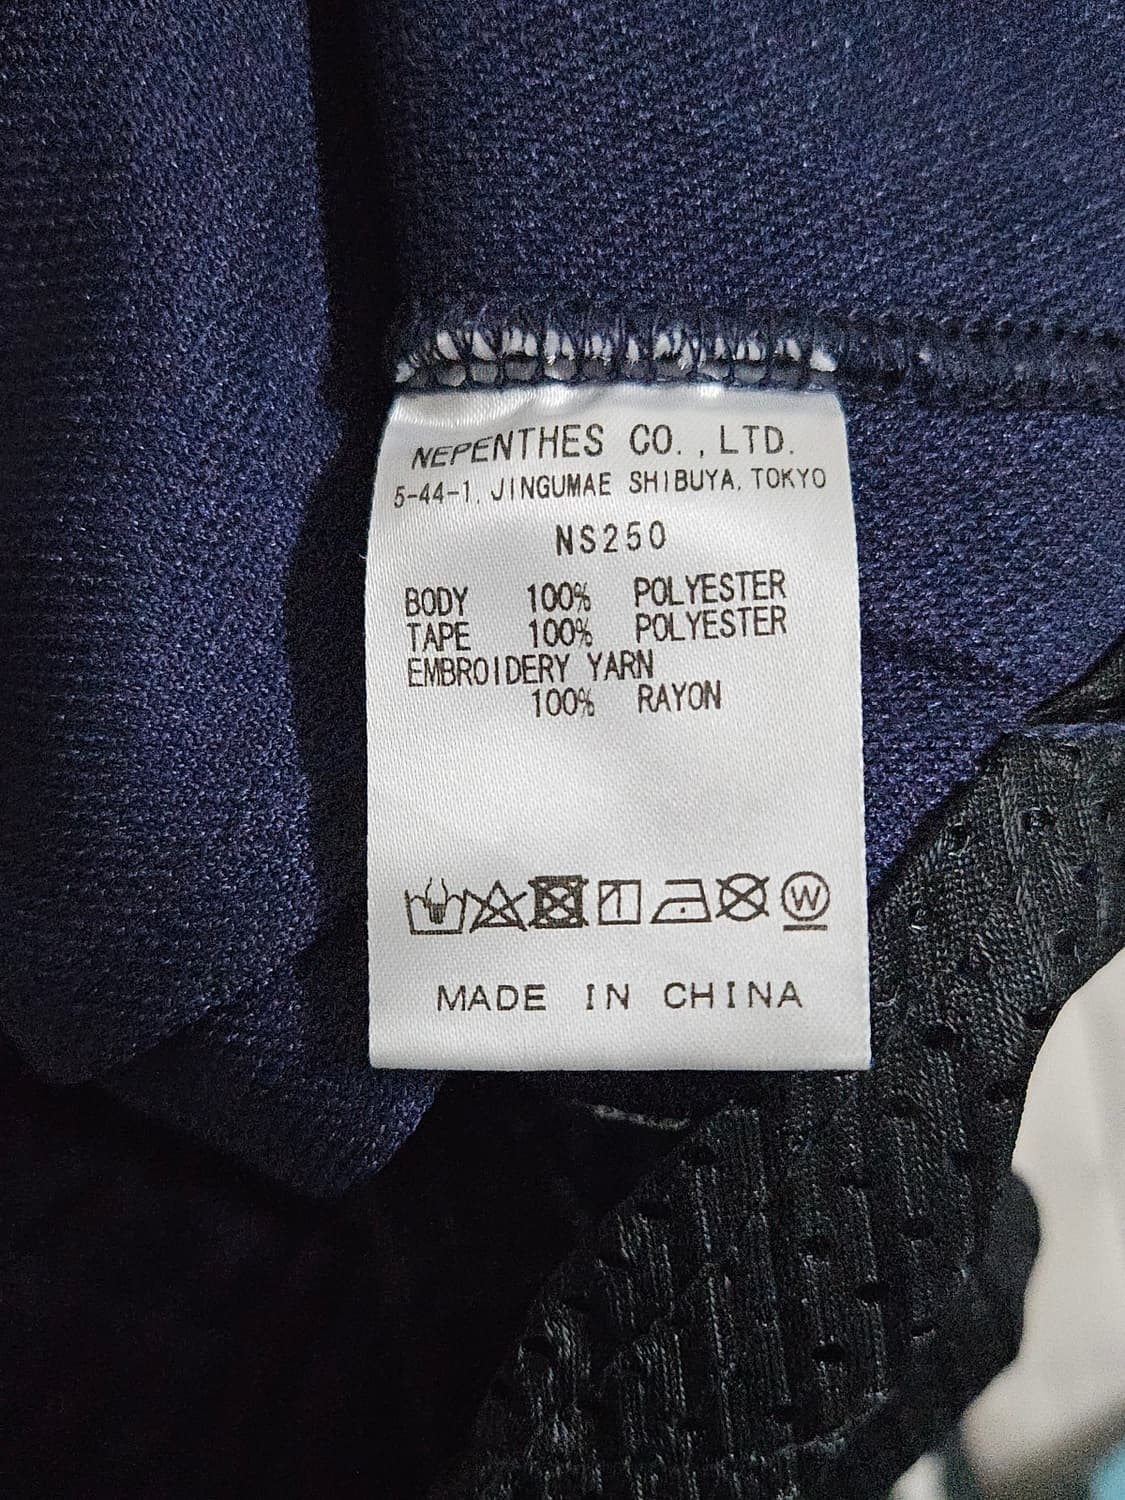 NEPENTHES CO., LTD.
5-44-1, JINGUMAE SHIBUYA, TOKYO
NS250
BODY 100% POLYESTER
TAPE 100% POLYESTER
EMBROIDERY YARN
100% RAYON
W
MADE IN CHINA